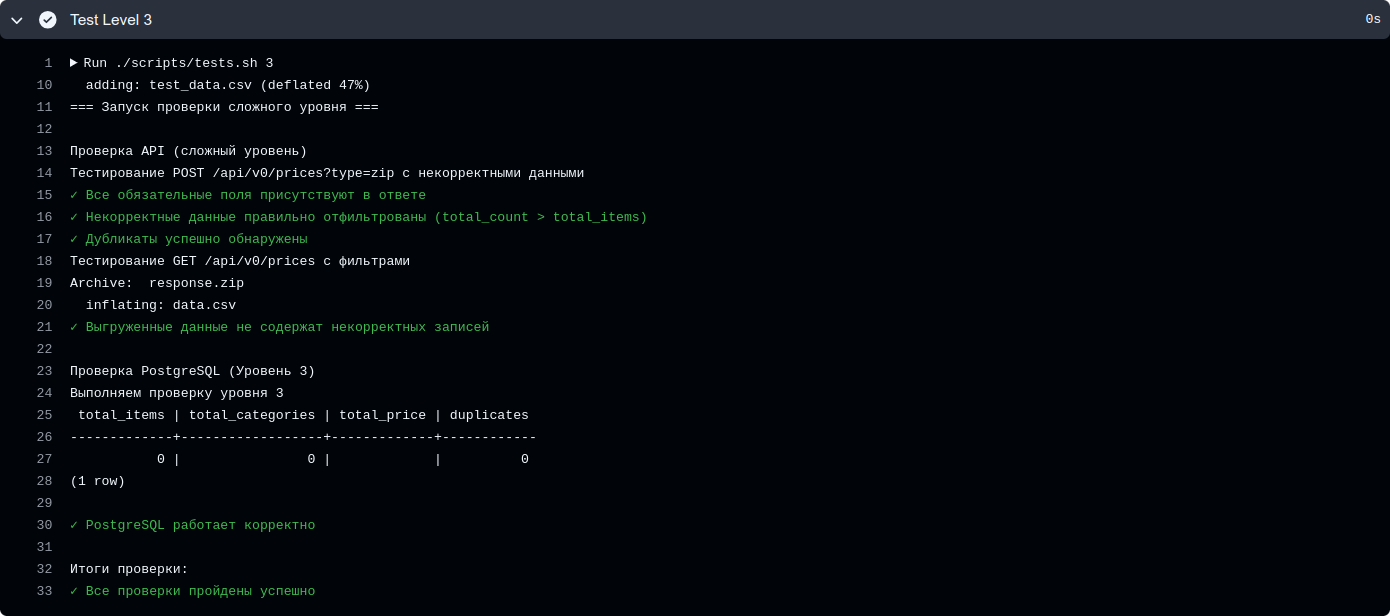 Test Level 3 0s
1 ▶ Run ./scripts/tests.sh 3
10   adding: test_data.csv (deflated 47%)
11 === Запуск проверки сложного уровня ===
12
13 Проверка API (сложный уровень)
14 Тестирование POST /api/v0/prices?type=zip с некорректными данными
15 ✓ Все обязательные поля присутствуют в ответе
16 ✓ Некорректные данные правильно отфильтрованы (total_count > total_items)
17 ✓ Дубликаты успешно обнаружены
18 Тестирование GET /api/v0/prices с фильтрами
19 Archive:  response.zip
20   inflating: data.csv
21 ✓ Выгруженные данные не содержат некорректных записей
22
23 Проверка PostgreSQL (Уровень 3)
24 Выполняем проверку уровня 3
25  total_items | total_categories | total_price | duplicates
26 -------------+------------------+-------------+------------
27           0 |                0 |             |          0
28 (1 row)
29
30 ✓ PostgreSQL работает корректно
31
32 Итоги проверки:
33 ✓ Все проверки пройдены успешно